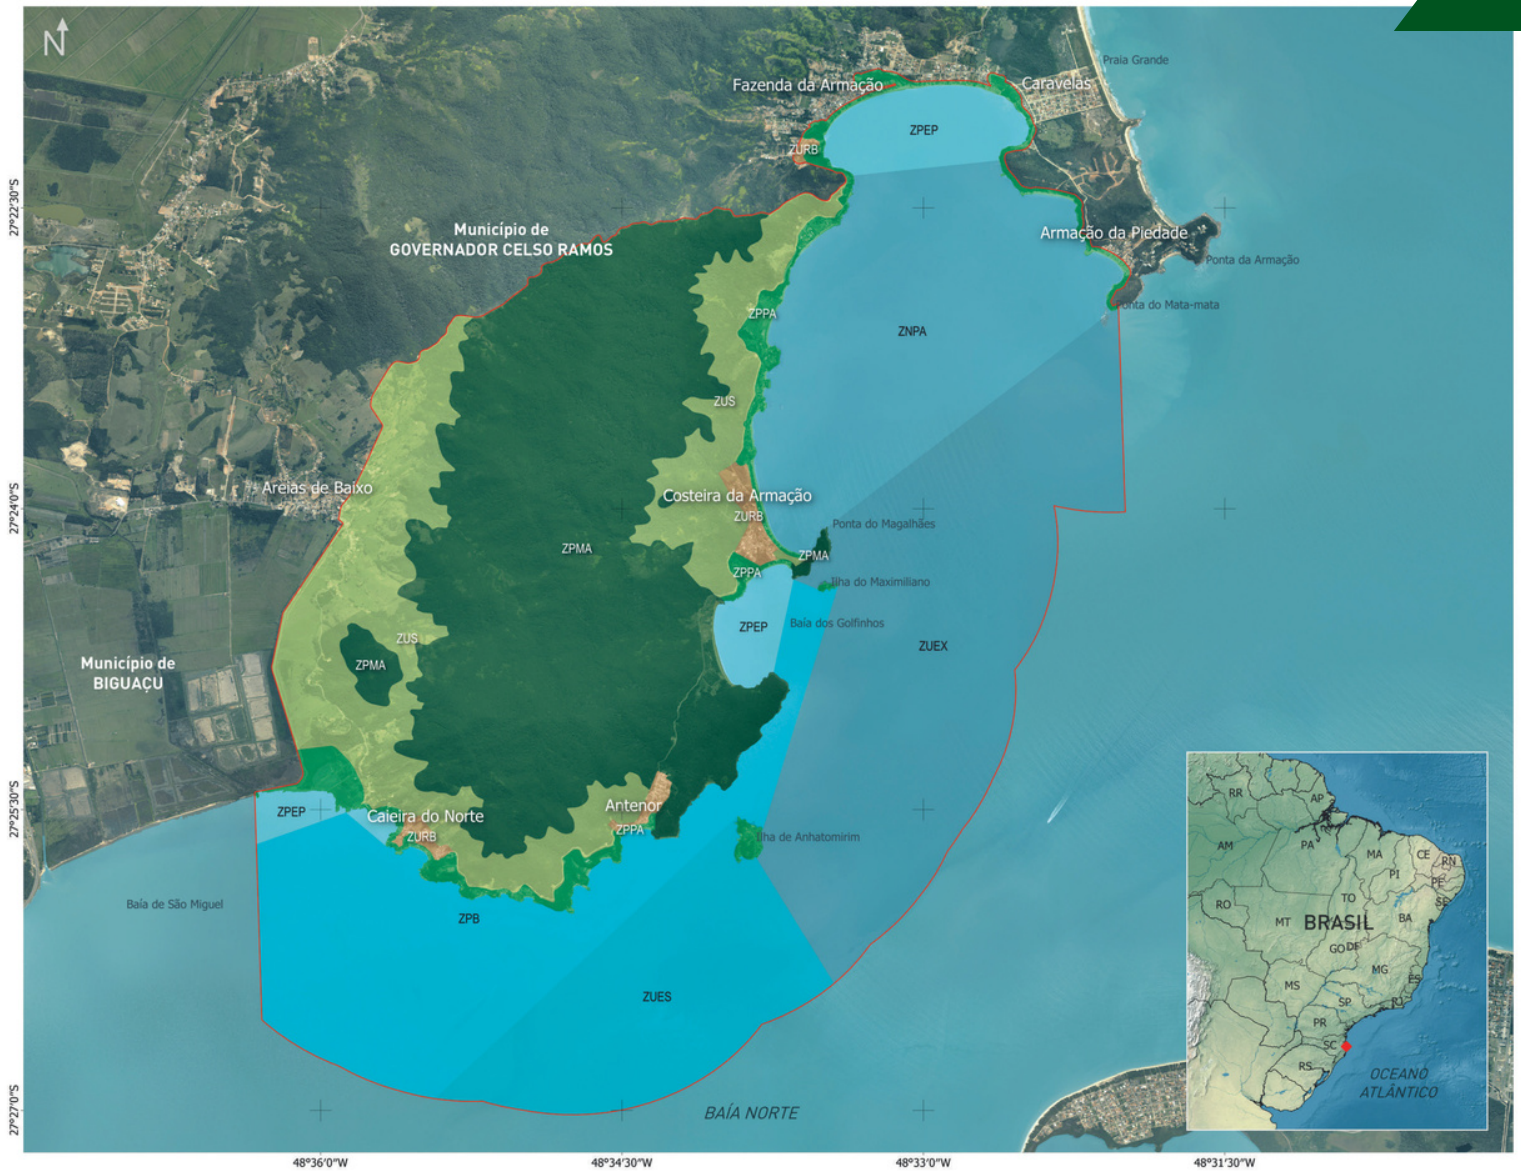 N
Praia Grande
Fazenda da Armação
Caravelas
ZPEP
ZURB
27°22'30"S
Município de
GOVERNADOR CELSO RAMOS
Armação da Piedade
Ponta da Armação
Ponta do Mata-mata
ZPPA
ZNPA
ZUS
Areias de Baixo
Costeira da Armação
27°24'0"S
ZURB
Ponta do Magalhães
ZPMA
ZPMA
ZPPA
Ilha do Maximiliano
ZPEP
Baía dos Golfinhos
ZUS
ZUEX
Município de
BIGUAÇU
ZPMA
27°25'30"S
ZPEP
Caieira do Norte
ZURB
Antenor
ZPPA
Ilha de Anhatomirim
Baía de São Miguel
ZPB
ZUES
BAÍA NORTE
27°27'0"S
48°36'0"W
48°34'30"W
48°33'0"W
48°31'30"W
RR
AP
AM
PA
MA
CE
RN
PI
PE
TO
SE
RO
MT
BA
BRASIL
GO
DF
MG
ES
MS
SP
RJ
PR
SC
RS
OCEANO
ATLÂNTICO